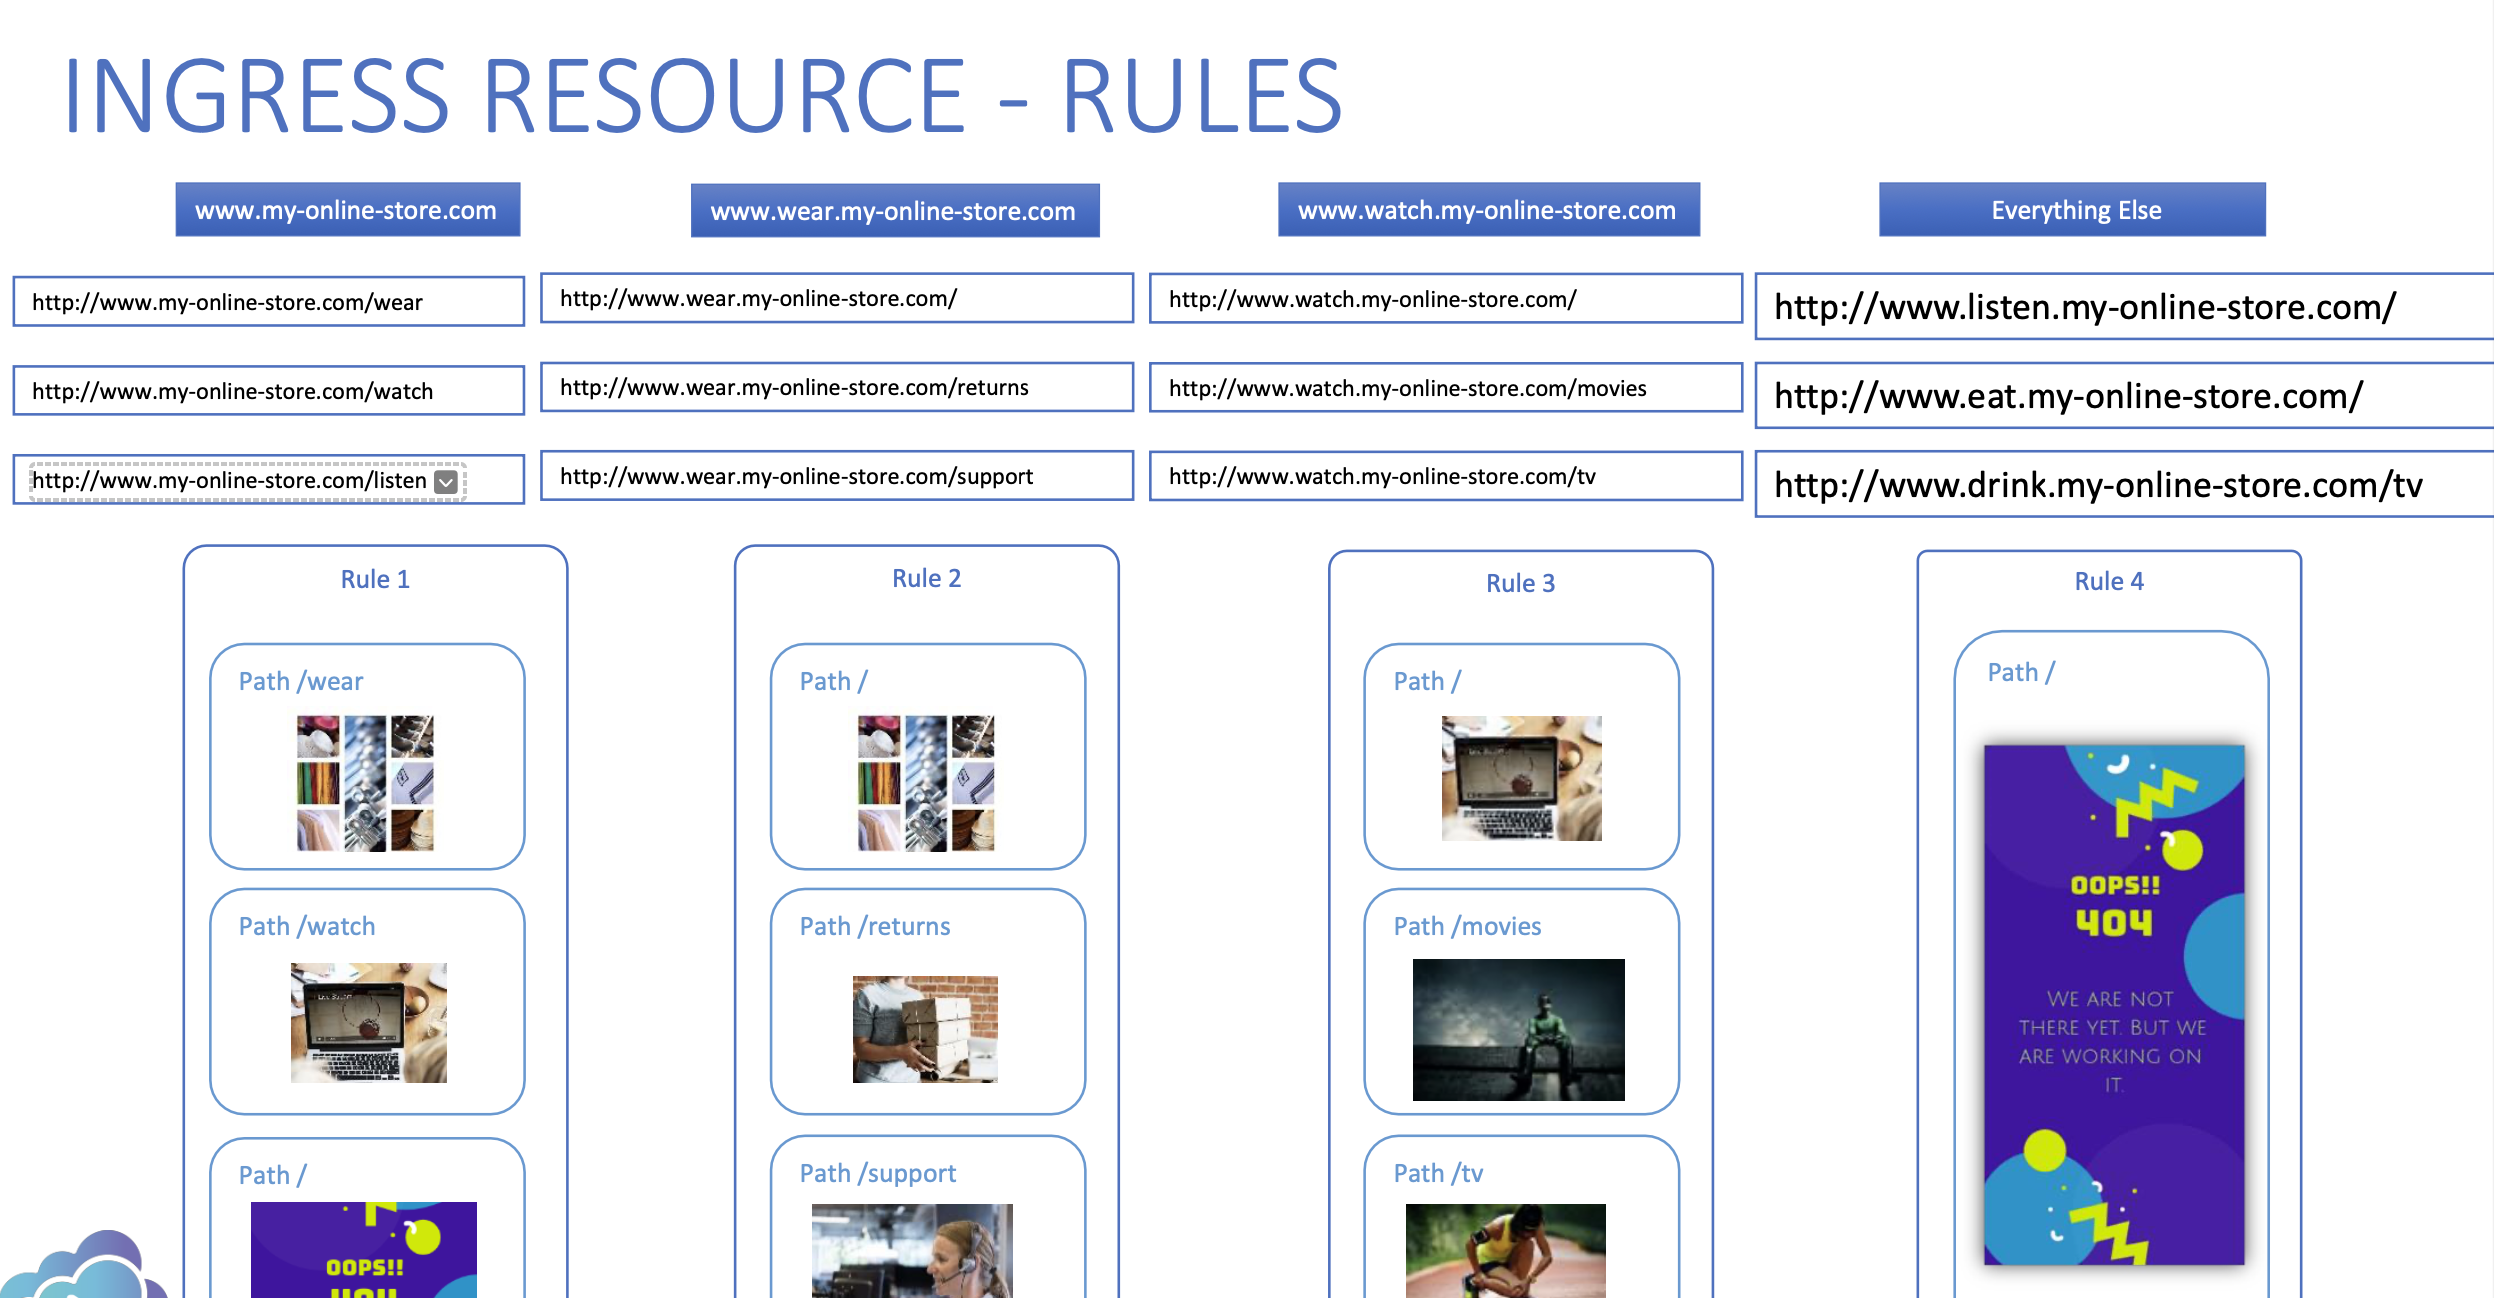 INGRESS RESOURCE - RULES
www.my-online-store.com
www.wear.my-online-store.com
www.watch.my-online-store.com
Everything Else
http://www.my-online-store.com/wear
http://www.wear.my-online-store.com/
http://www.watch.my-online-store.com/
http://www.listen.my-online-store.com/
http://www.my-online-store.com/watch
http://www.wear.my-online-store.com/returns
http://www.watch.my-online-store.com/movies
http://www.eat.my-online-store.com/
http://www.my-online-store.com/listen
http://www.wear.my-online-store.com/support
http://www.watch.my-online-store.com/tv
http://www.drink.my-online-store.com/tv
Rule 1
Path /wear
Path /watch
Path /
OOPS!!
404
Rule 2
Path /
Path /returns
Path /support
Rule 3
Path /
Path /movies
Path /tv
Rule 4
Path /
OOPS!!
404
WE ARE NOT
THERE YET. BUT WE
ARE WORKING ON
IT.